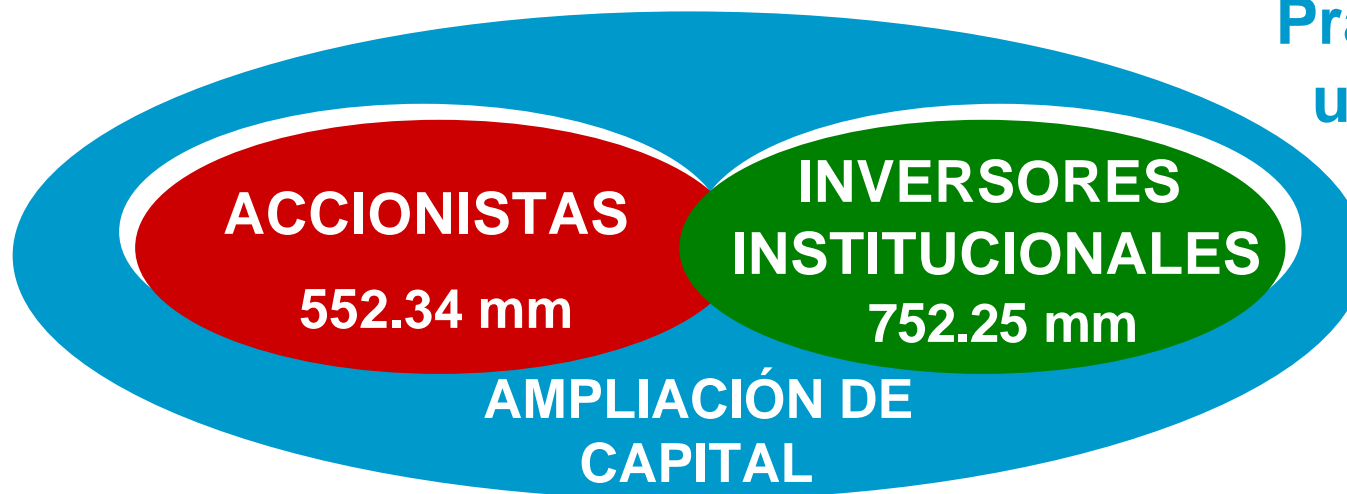 ACCIONISTAS
552.34 mm
INVERSORES
INSTITUCIONALES
752.25 mm
AMPLIACIÓN DE
CAPITAL